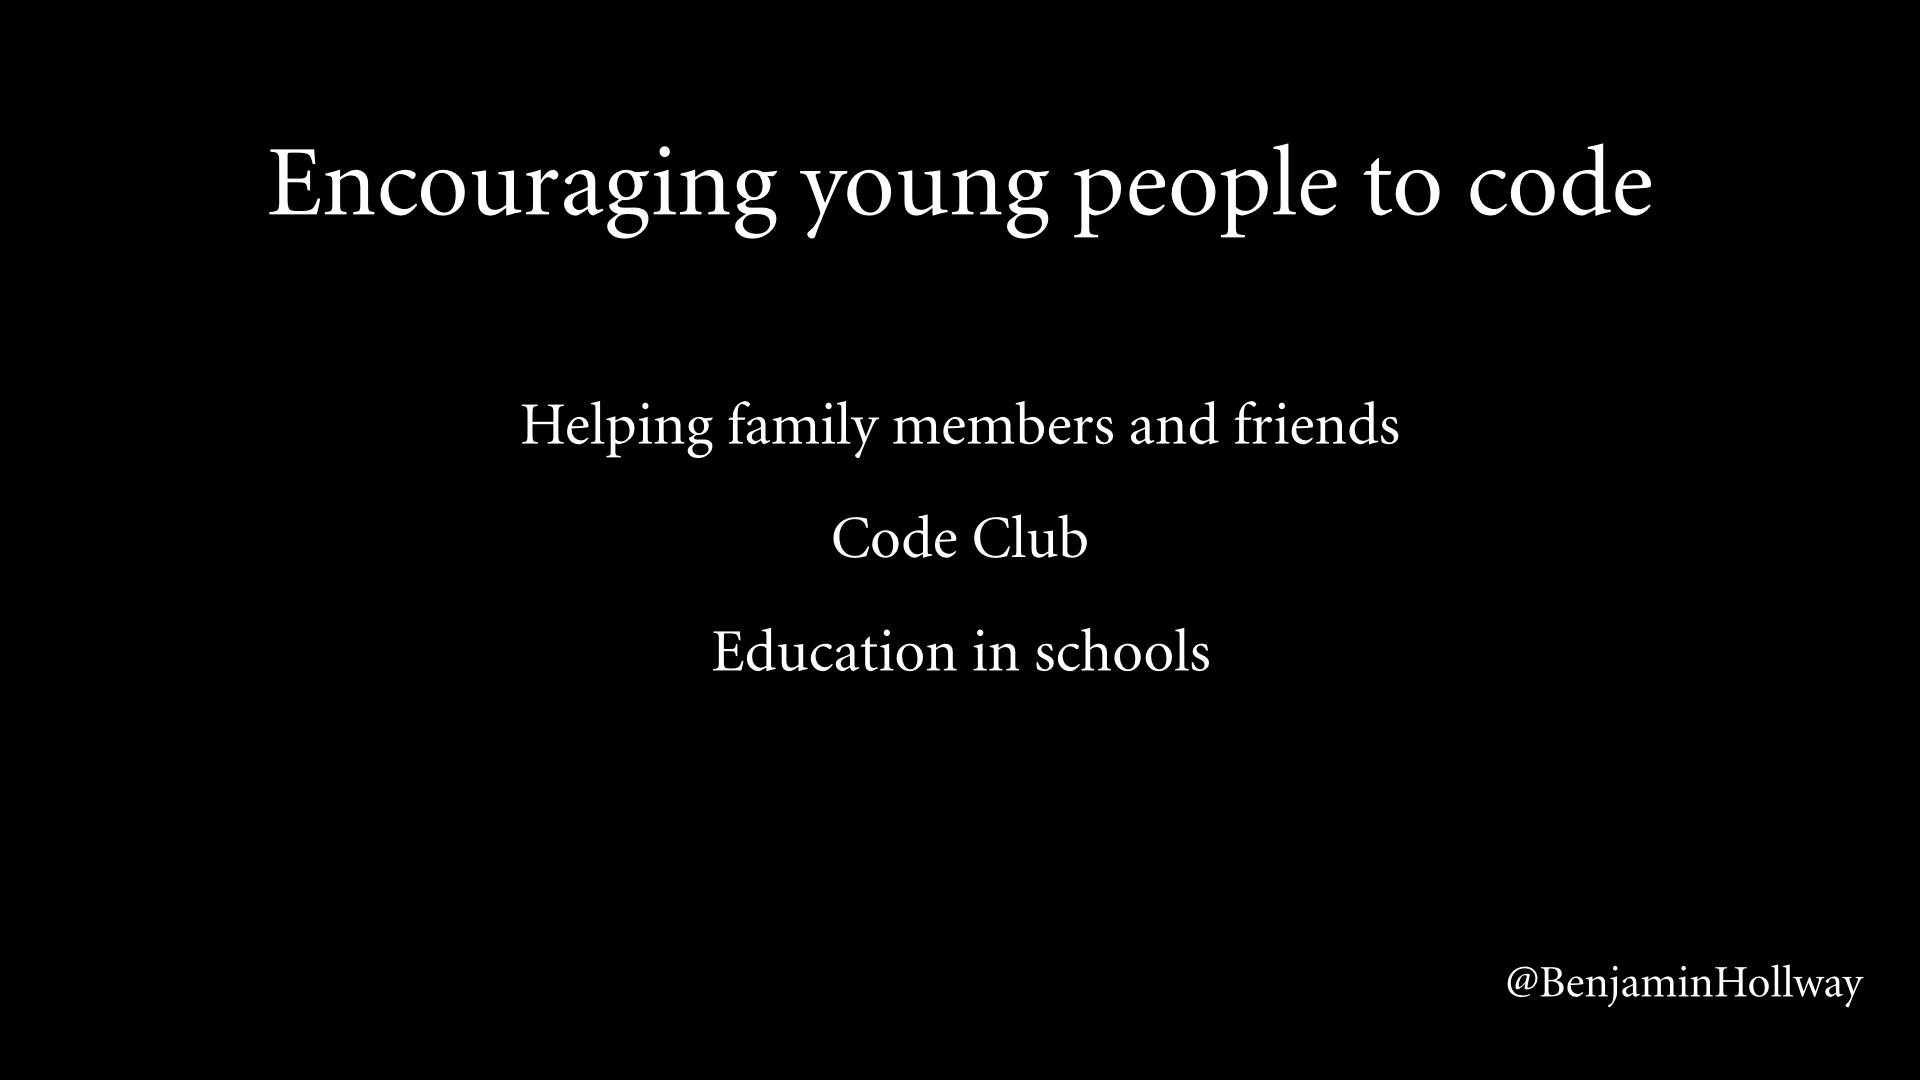 Encouraging young people to code
Helping family members and friends
Code Club
Education in schools
@BenjaminHollway